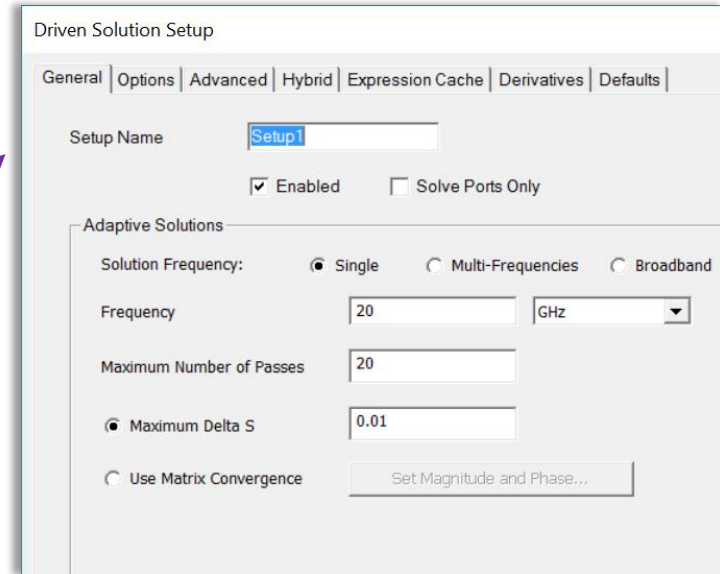 Driven Solution Setup
General Options Advanced Hybrid Expression Cache Derivatives Defaults
Setup Name Setup1
Enabled Solve Ports Only
Adaptive Solutions
Solution Frequency: Single Multi-Frequencies Broadband
Frequency 20 GHz
Maximum Number of Passes 20
Maximum Delta S 0.01
Use Matrix Convergence Set Magnitude and Phase...